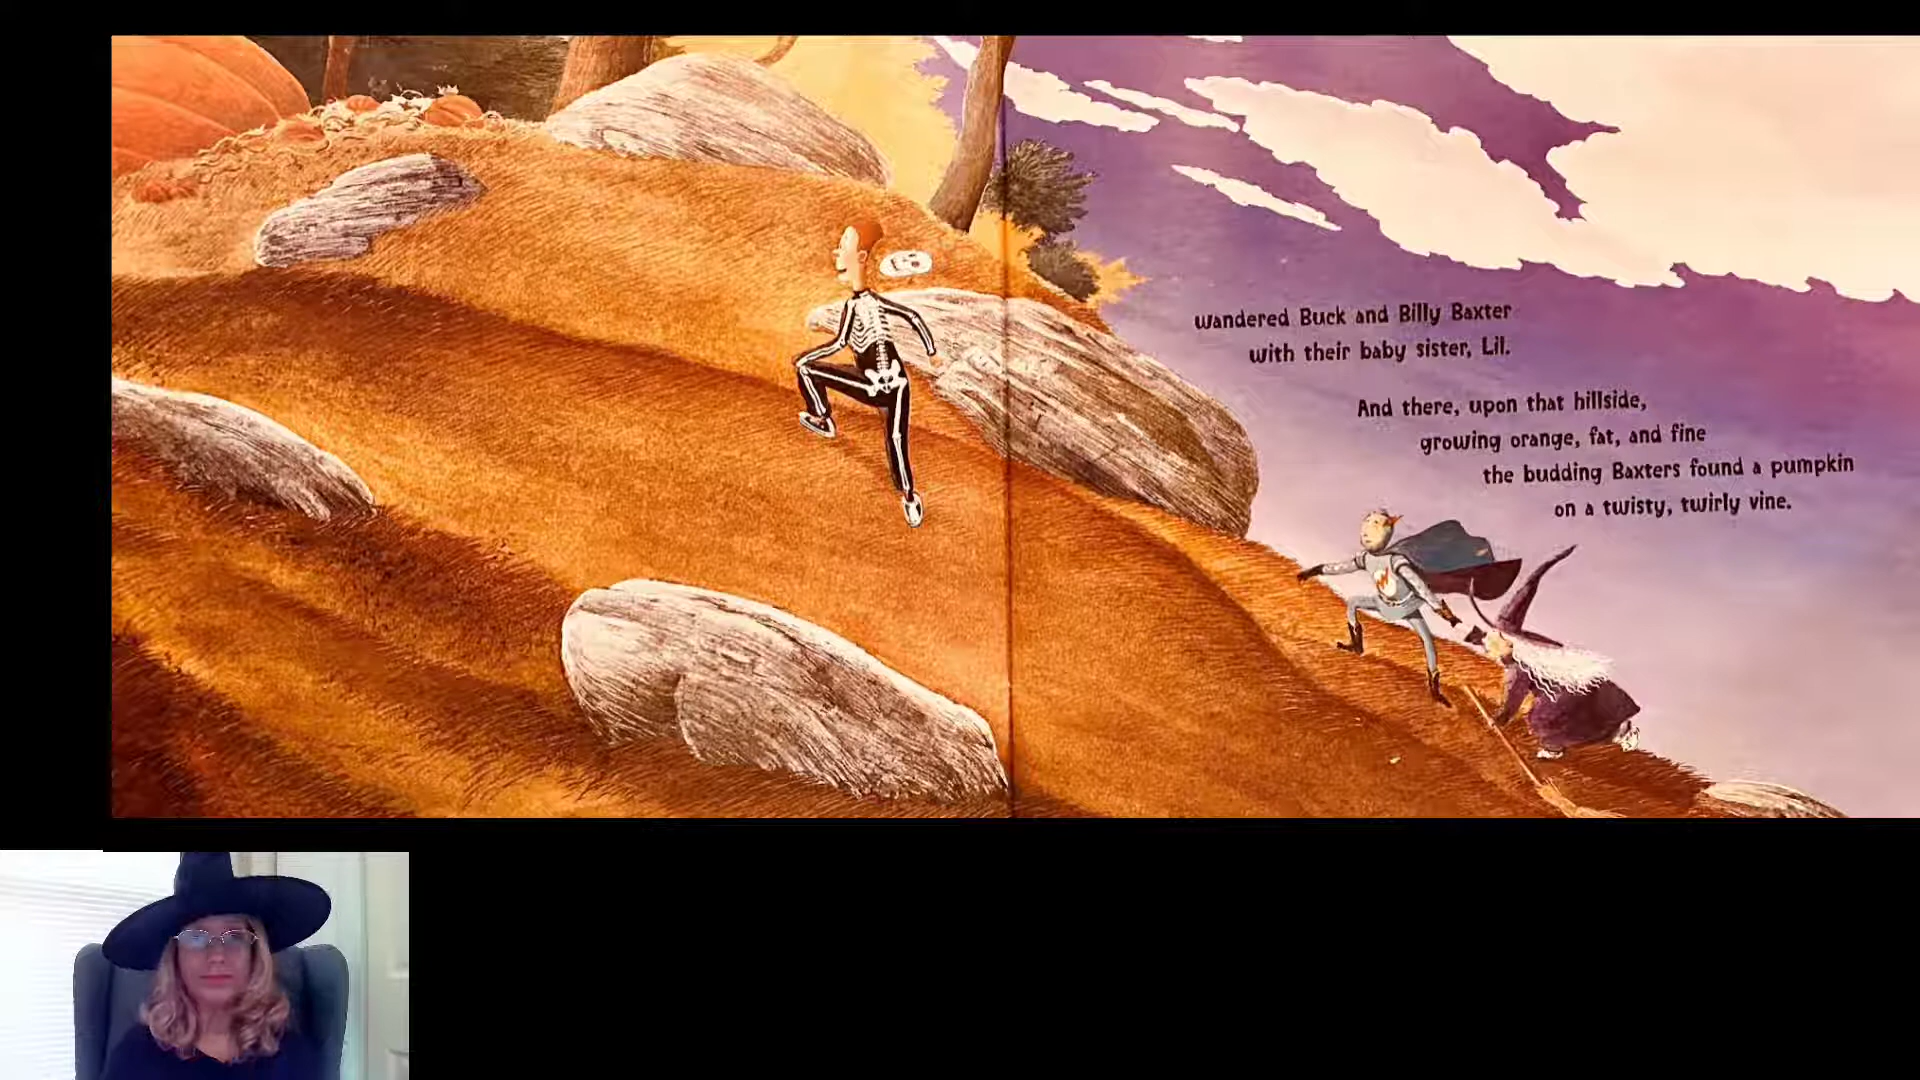 wandered Buck and Billy Baxter
with their baby sister, Lil.
And there, upon that hillside,
growing orange, fat, and fine
the budding Baxters found a pumpkin
on a twisty, twirly vine.